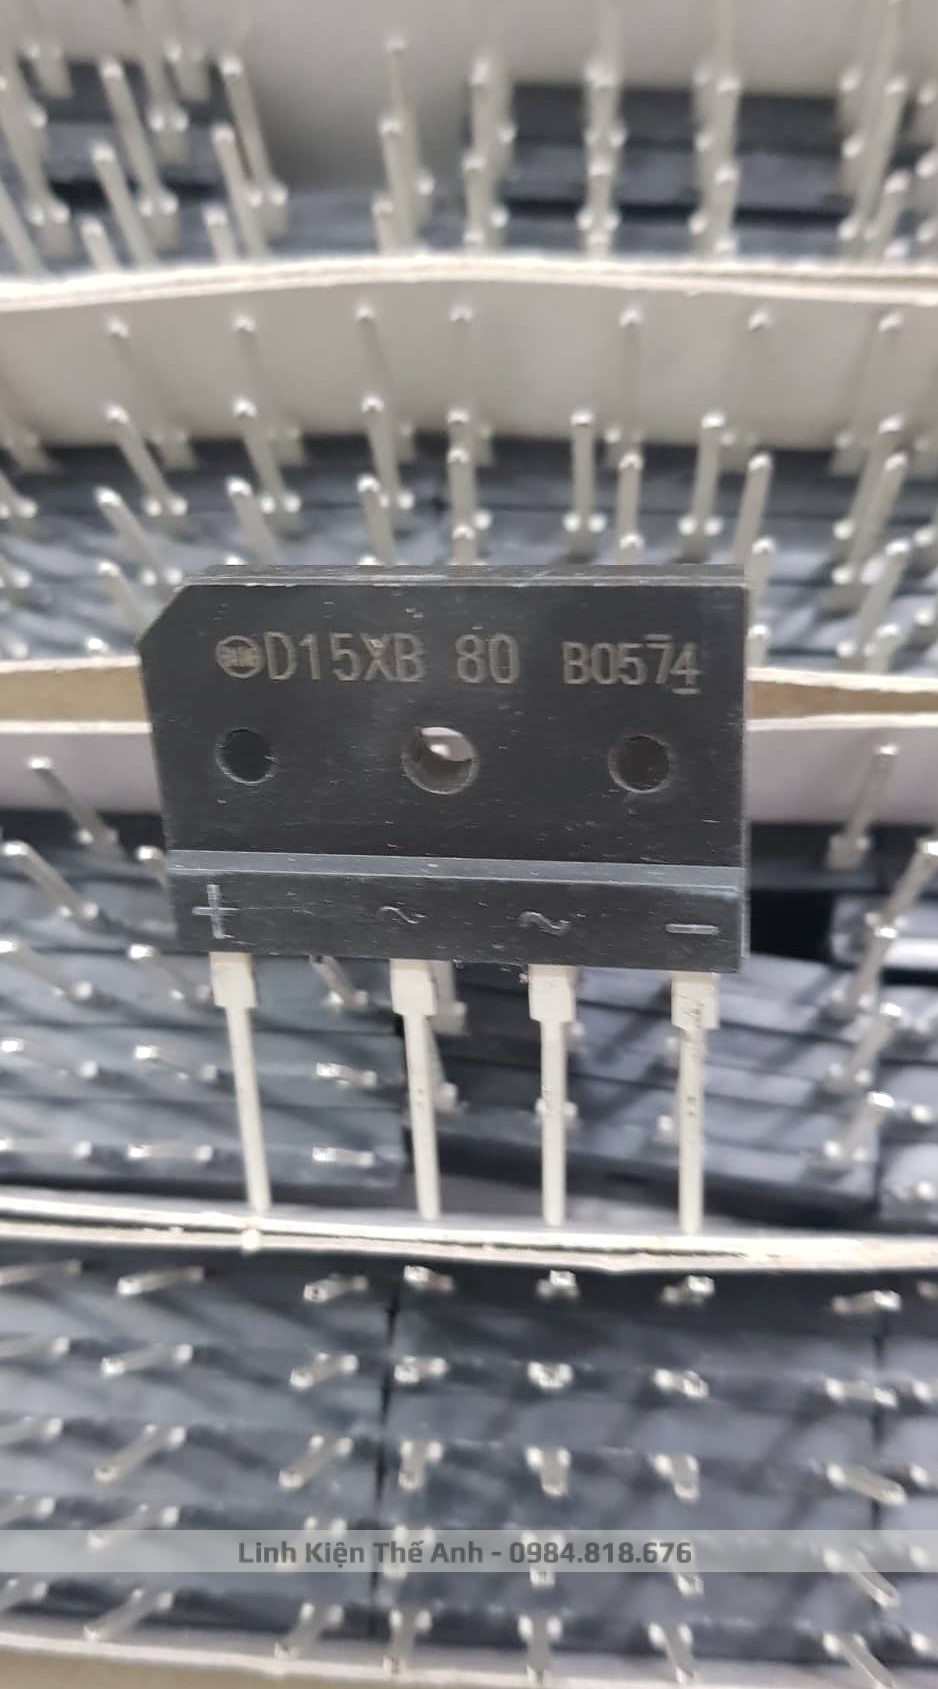 D15XB 80 B0574
+ ~ ~ -
Linh Kiện Thế Anh - 0984.818.676